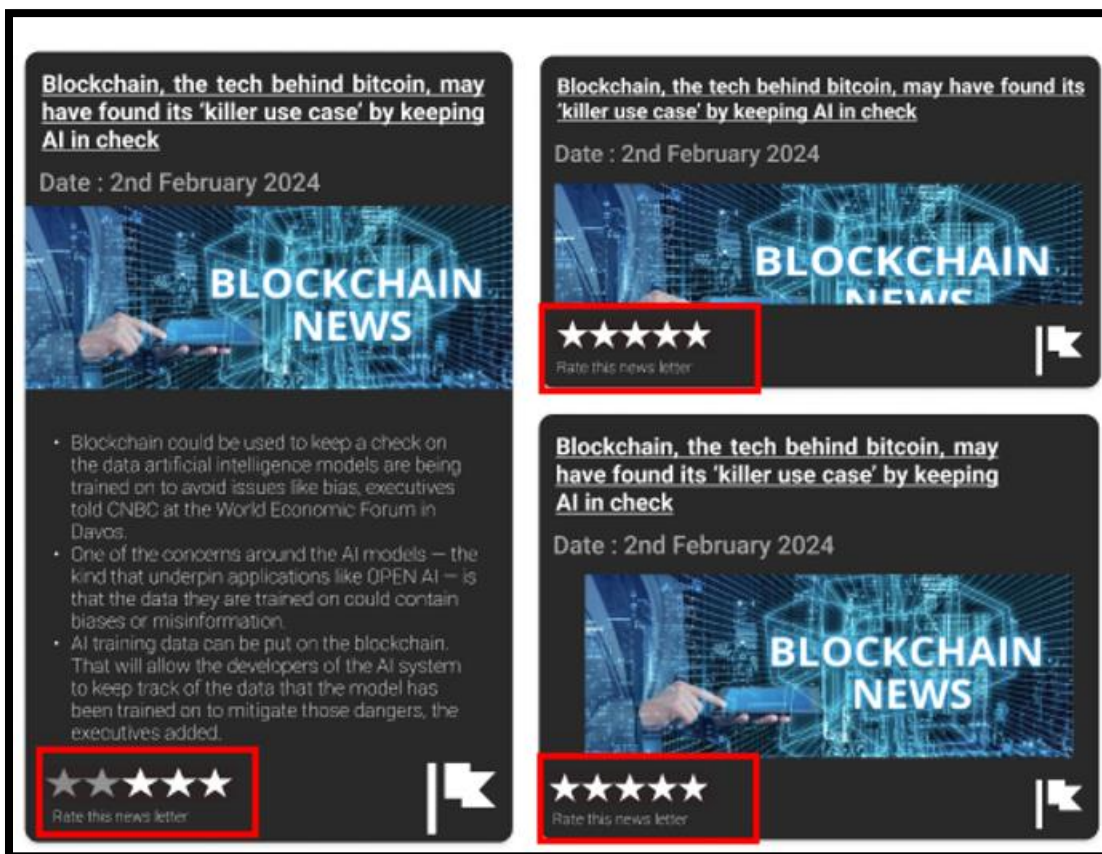 Blockchain, the tech behind bitcoin, may
have found its ‘killer use case’ by keeping
AI in check
Date : 2nd February 2024
BLOCKCHAIN
NEWS
• Blockchain could be used to keep a check on
the data artificial intelligence models are being
trained on to avoid issues like bias, executives
told CNBC at the World Economic Forum in
Davos.
• One of the concerns around the AI models — the
kind that underpin applications like OPEN AI — is
that the data they are trained on could contain
biases or misinformation.
• AI training data can be put on the blockchain.
That will allow the developers of the AI system
to keep track of the data that the model has
been trained on to mitigate those dangers, the
executives added.
Rate this news letter
Blockchain, the tech behind bitcoin, may have found its
‘killer use case’ by keeping AI in check
Date : 2nd February 2024
BLOCKCHAIN
NEWS
Rate this news letter
Blockchain, the tech behind bitcoin, may
have found its ‘killer use case’ by keeping
AI in check
Date : 2nd February 2024
BLOCKCHAIN
NEWS
Rate this news letter